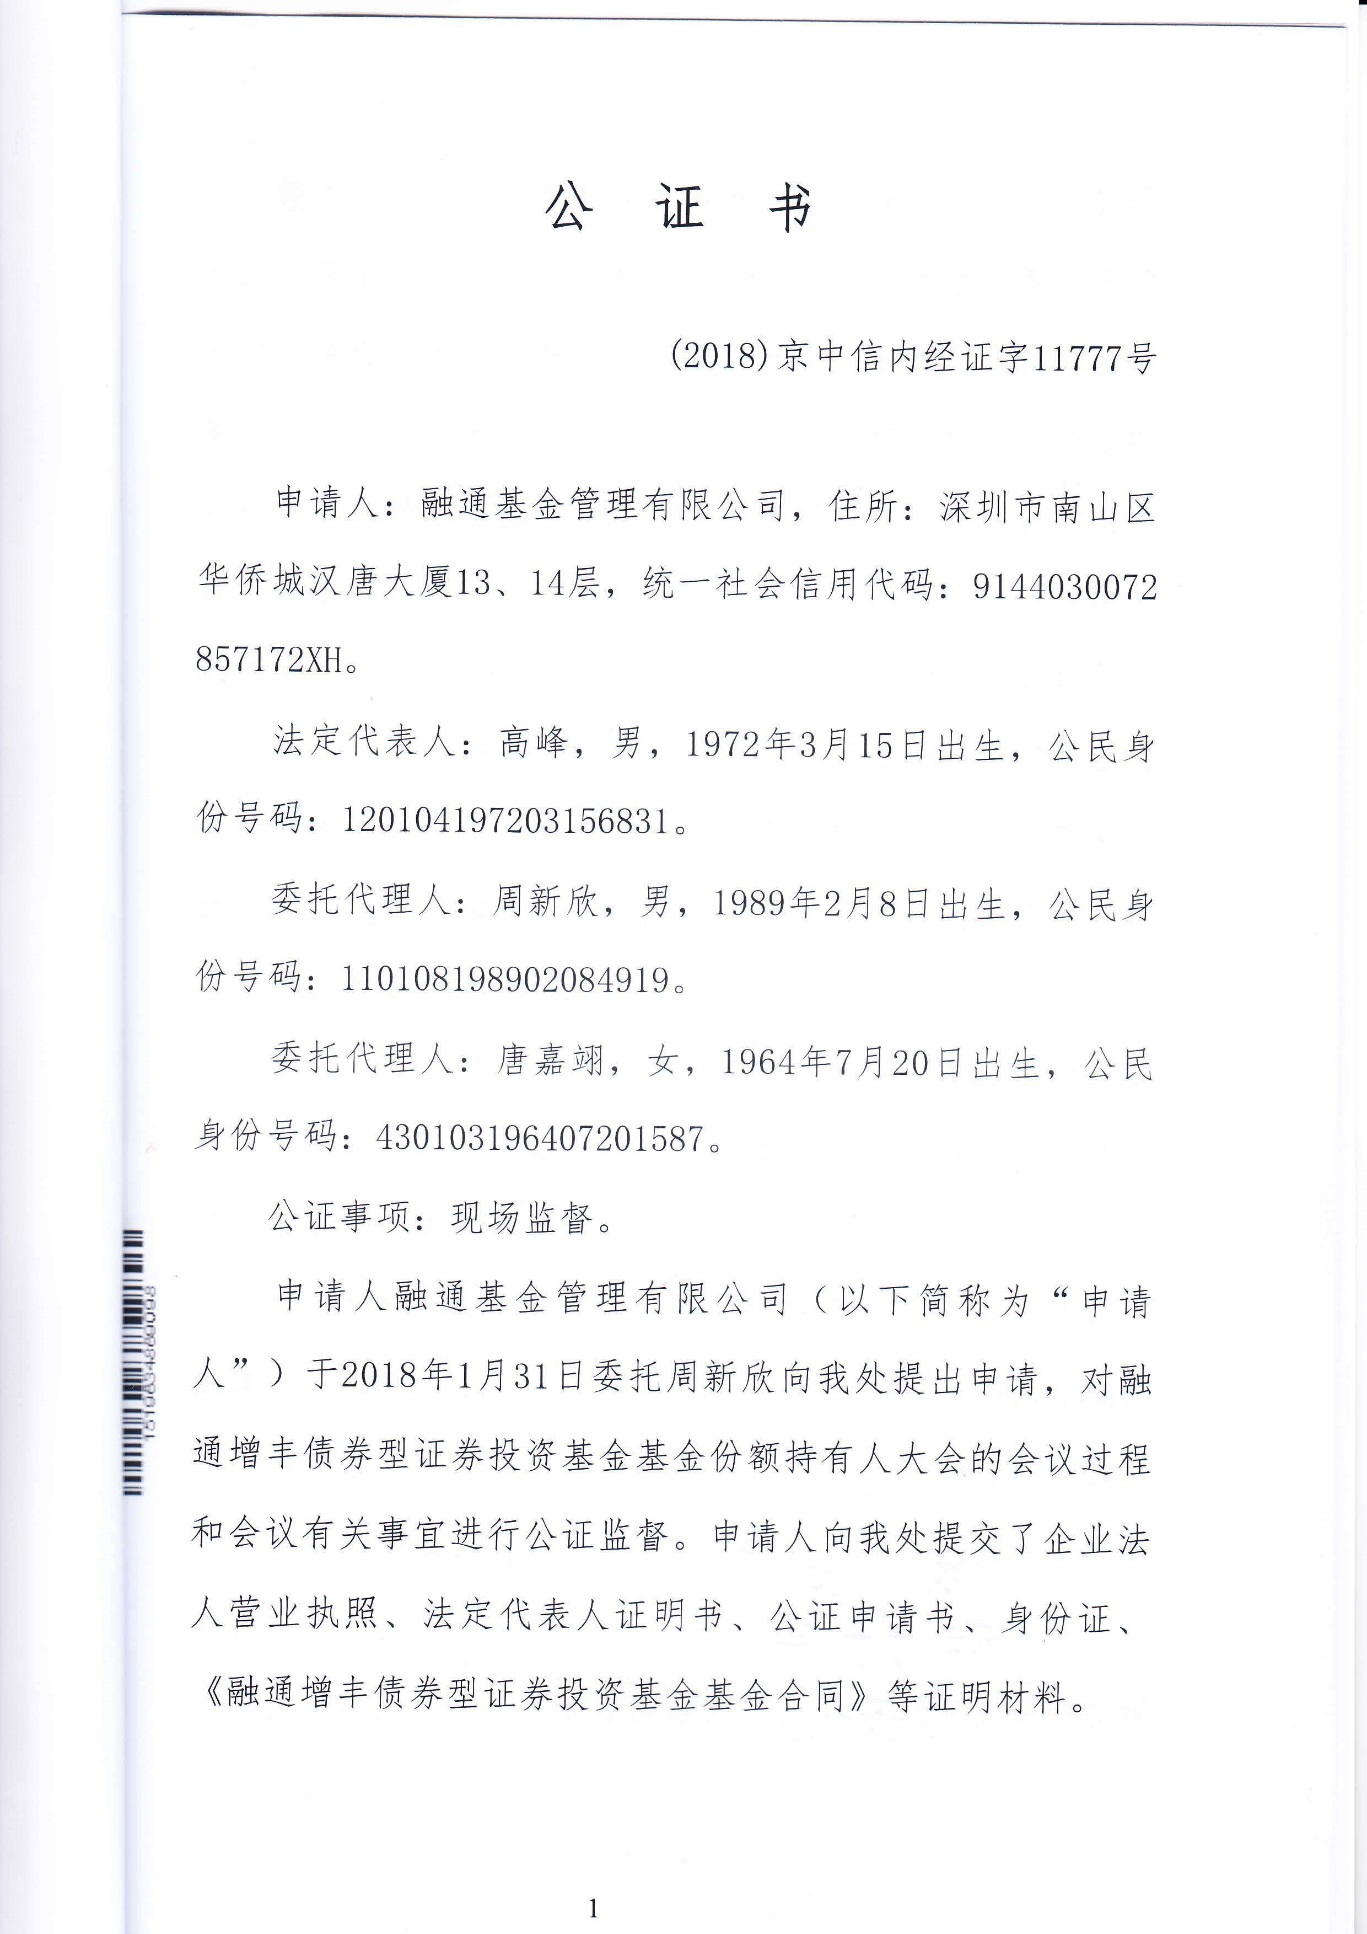 公 证 书
(2018)京中信内经证字11777号
申请人：融通基金管理有限公司，住所：深圳市南山区
华侨城汉唐大厦13、14层，统一社会信用代码：9144030072
857172XH。
法定代表人：高峰，男，1972年3月15日出生，公民身
份号码：120104197203156831。
委托代理人：周新欣，男，1989年2月8日出生，公民身
份号码：110108198902084919。
委托代理人：唐嘉翊，女，1964年7月20日出生，公民
身份号码：430103196407201587。
公证事项：现场监督。
申请人融通基金管理有限公司（以下简称为“申请
人”）于2018年1月31日委托周新欣向我处提出申请，对融
通增丰债券型证券投资基金基金份额持有人大会的会议过程
和会议有关事宜进行公证监督。申请人向我处提交了企业法
人营业执照、法定代表人证明书、公证申请书、身份证、
《融通增丰债券型证券投资基金基金合同》等证明材料。
1